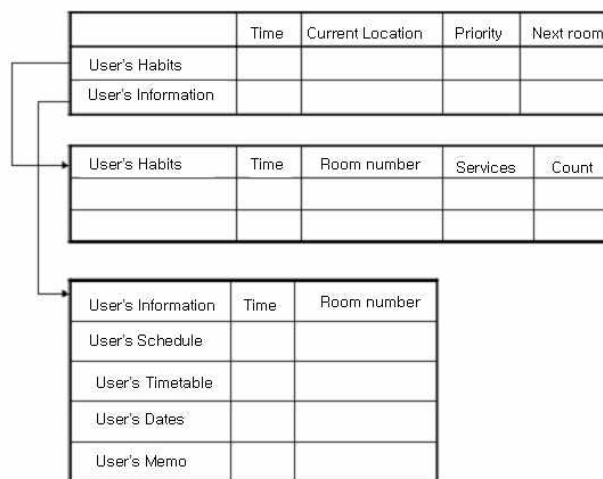 Time Current Location Priority Next room
User's Habits
User's Information
User's Habits Time Room number Services Count
User's Information Time Room number
User's Schedule
User's Timetable
User's Dates
User's Memo